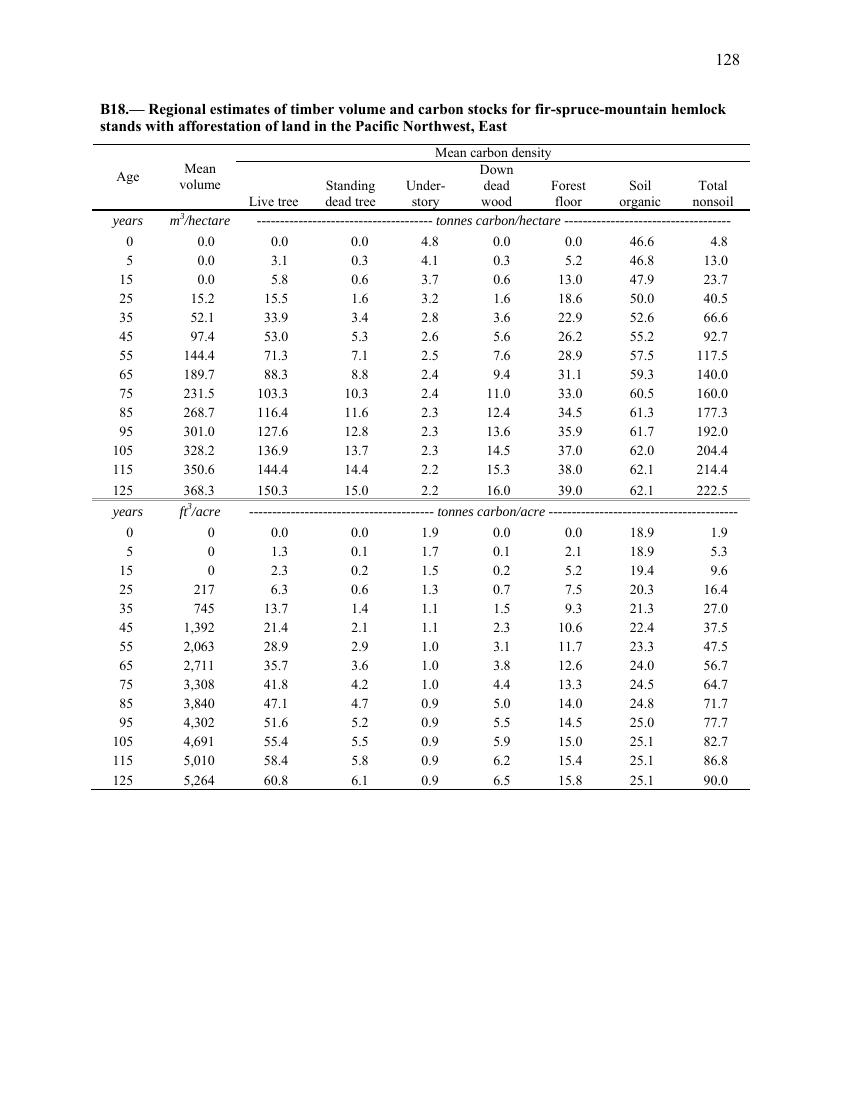 128
B18.— Regional estimates of timber volume and carbon stocks for fir-spruce-mountain hemlock
stands with afforestation of land in the Pacific Northwest, East
Age Mean volume Mean carbon density
Live tree Standing dead tree Under-story Down dead wood Forest floor Soil organic Total nonsoil
years m³/hectare -------------------------------------- tonnes carbon/hectare ------------------------------------
0 0.0 0.0 0.0 4.8 0.0 0.0 46.6 4.8
5 0.0 3.1 0.3 4.1 0.3 5.2 46.8 13.0
15 0.0 5.8 0.6 3.7 0.6 13.0 47.9 23.7
25 15.2 15.5 1.6 3.2 1.6 18.6 50.0 40.5
35 52.1 33.9 3.4 2.8 3.6 22.9 52.6 66.6
45 97.4 53.0 5.3 2.6 5.6 26.2 55.2 92.7
55 144.4 71.3 7.1 2.5 7.6 28.9 57.5 117.5
65 189.7 88.3 8.8 2.4 9.4 31.1 59.3 140.0
75 231.5 103.3 10.3 2.4 11.0 33.0 60.5 160.0
85 268.7 116.4 11.6 2.3 12.4 34.5 61.3 177.3
95 301.0 127.6 12.8 2.3 13.6 35.9 61.7 192.0
105 328.2 136.9 13.7 2.3 14.5 37.0 62.0 204.4
115 350.6 144.4 14.4 2.2 15.3 38.0 62.1 214.4
125 368.3 150.3 15.0 2.2 16.0 39.0 62.1 222.5
years ft³/acre ---------------------------------------- tonnes carbon/acre -----------------------------------------
0 0 0.0 0.0 1.9 0.0 0.0 18.9 1.9
5 0 1.3 0.1 1.7 0.1 2.1 18.9 5.3
15 0 2.3 0.2 1.5 0.2 5.2 19.4 9.6
25 217 6.3 0.6 1.3 0.7 7.5 20.3 16.4
35 745 13.7 1.4 1.1 1.5 9.3 21.3 27.0
45 1,392 21.4 2.1 1.1 2.3 10.6 22.4 37.5
55 2,063 28.9 2.9 1.0 3.1 11.7 23.3 47.5
65 2,711 35.7 3.6 1.0 3.8 12.6 24.0 56.7
75 3,308 41.8 4.2 1.0 4.4 13.3 24.5 64.7
85 3,840 47.1 4.7 0.9 5.0 14.0 24.8 71.7
95 4,302 51.6 5.2 0.9 5.5 14.5 25.0 77.7
105 4,691 55.4 5.5 0.9 5.9 15.0 25.1 82.7
115 5,010 58.4 5.8 0.9 6.2 15.4 25.1 86.8
125 5,264 60.8 6.1 0.9 6.5 15.8 25.1 90.0